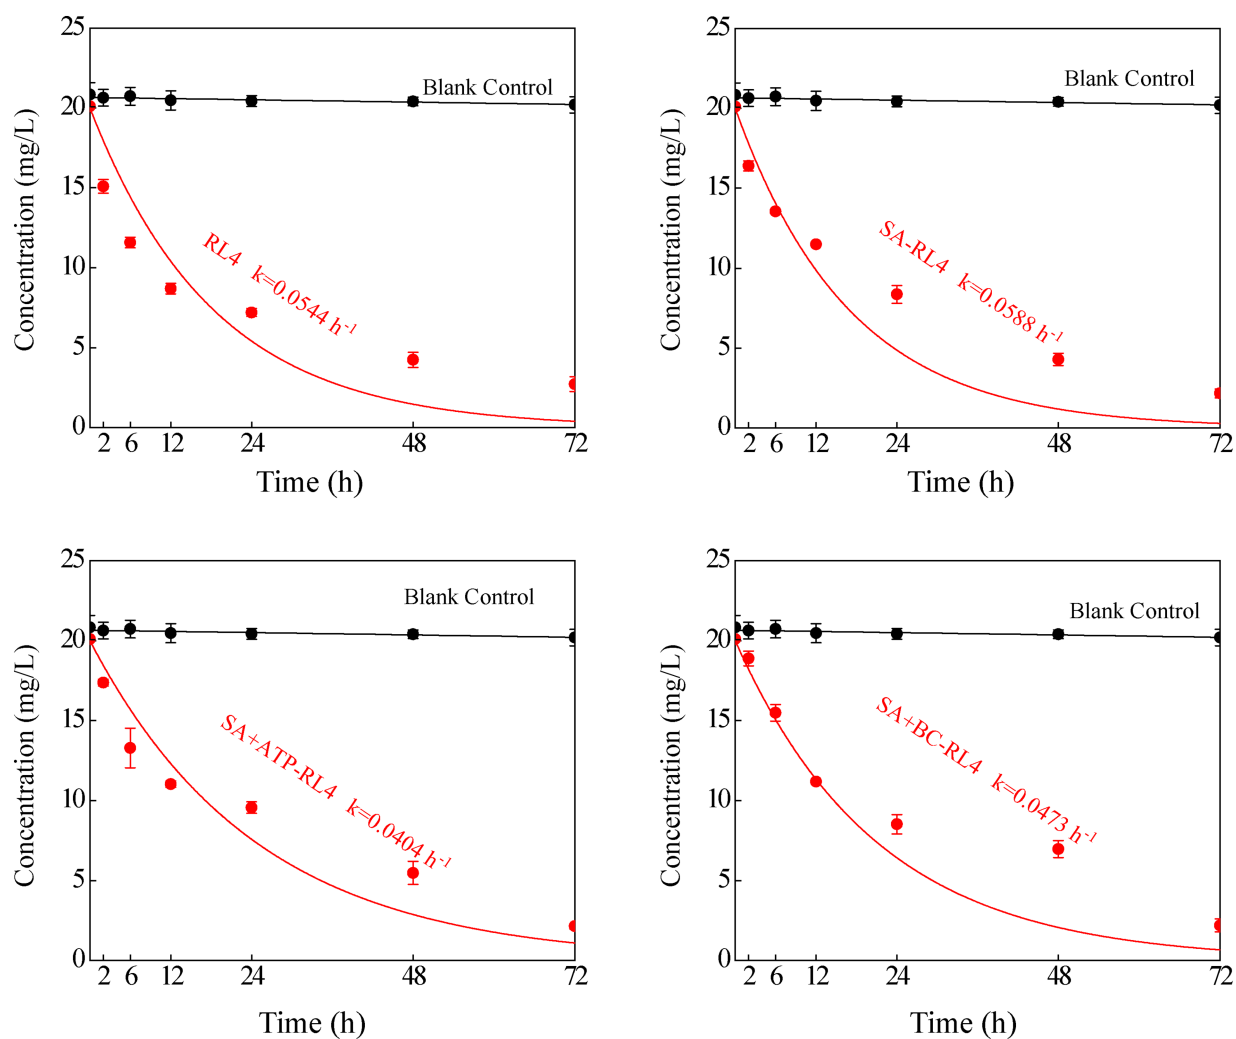 25
20
15
10
5
0
Concentration (mg/L)
Blank Control
RL4 k=0.0544 h⁻¹
2 6 12 24 48 72
Time (h)
25
20
15
10
5
0
Concentration (mg/L)
Blank Control
SA-RL4 k=0.0588 h⁻¹
2 6 12 24 48 72
Time (h)
25
20
15
10
5
0
Concentration (mg/L)
Blank Control
SA+ATP-RL4 k=0.0404 h⁻¹
2 6 12 24 48 72
Time (h)
25
20
15
10
5
0
Concentration (mg/L)
Blank Control
SA+BC-RL4 k=0.0473 h⁻¹
2 6 12 24 48 72
Time (h)